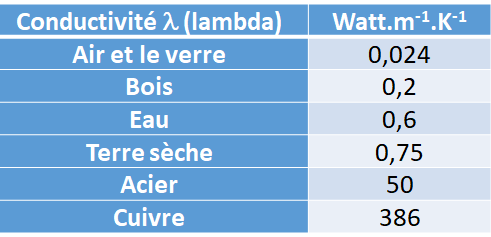 Conductivité λ (lambda) Watt.m⁻¹.K⁻¹
Air et le verre 0,024
Bois 0,2
Eau 0,6
Terre sèche 0,75
Acier 50
Cuivre 386